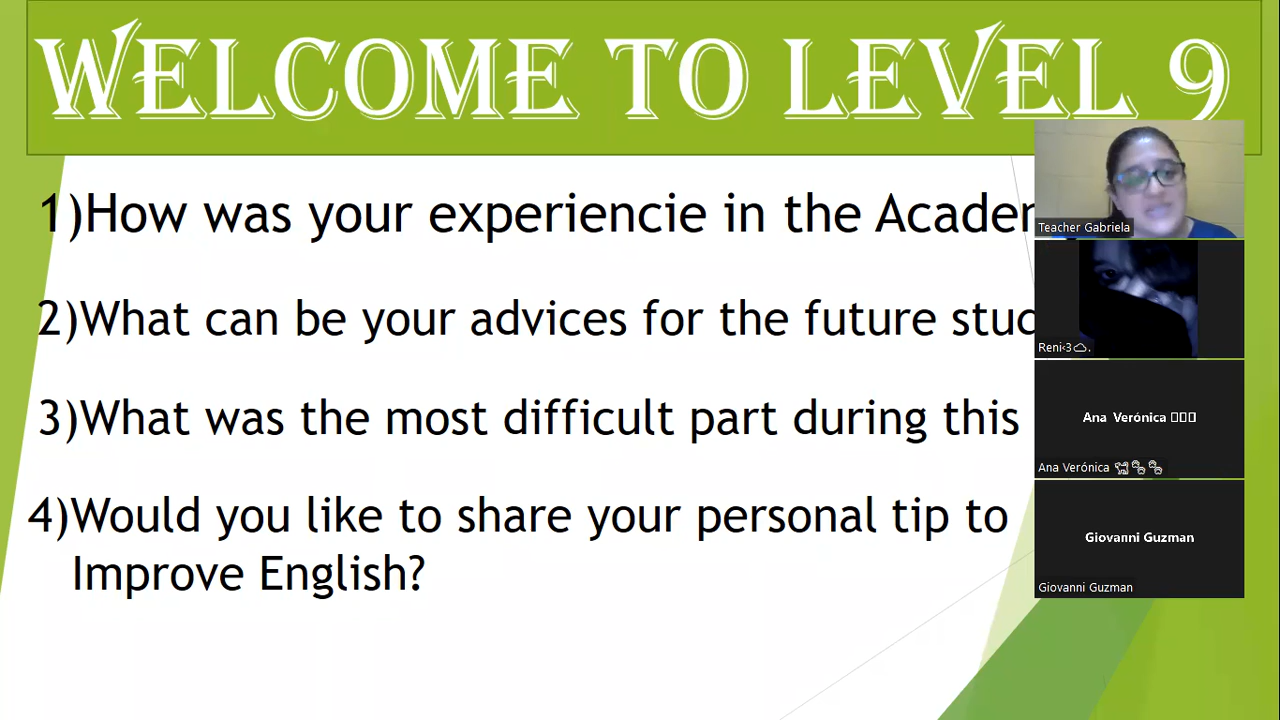 WELCOME TO LEVEL 9
1)How was your experiencie in the
2)What can be your advices for the future
3)What was the most difficult part during this
4)Would you like to share your personal tip to
Improve English?
Teacher Gabriela
Reni<3
Ana Verónica
Ana Verónica
Giovanni Guzman
Giovanni Guzman